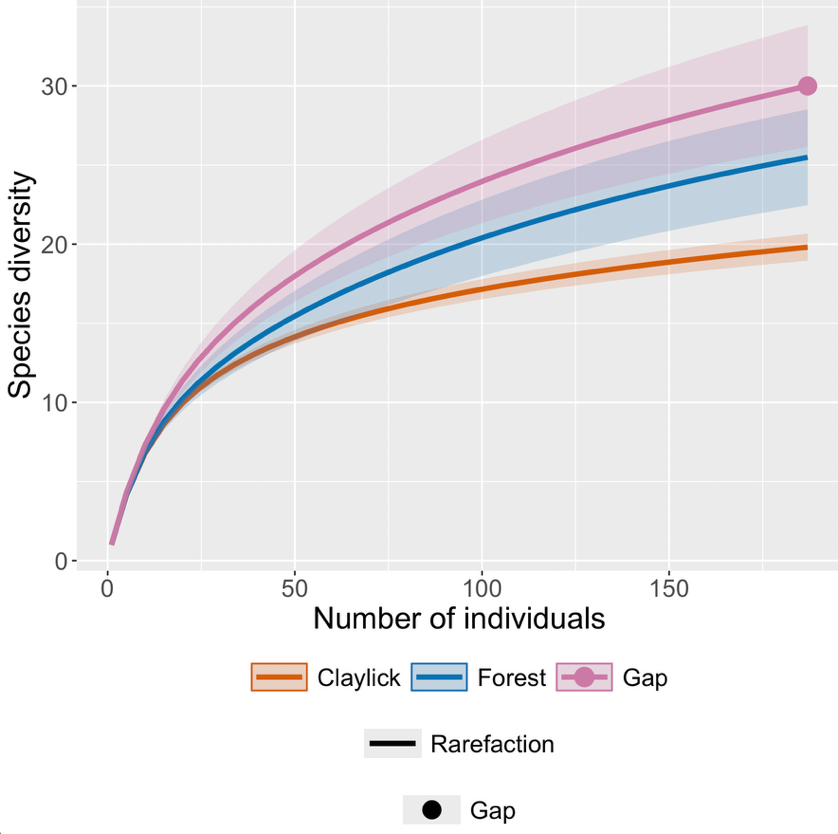 Species diversity
30
20
10
0
0 50 100 150
Number of individuals
Claylick Forest Gap
Rarefaction
Gap